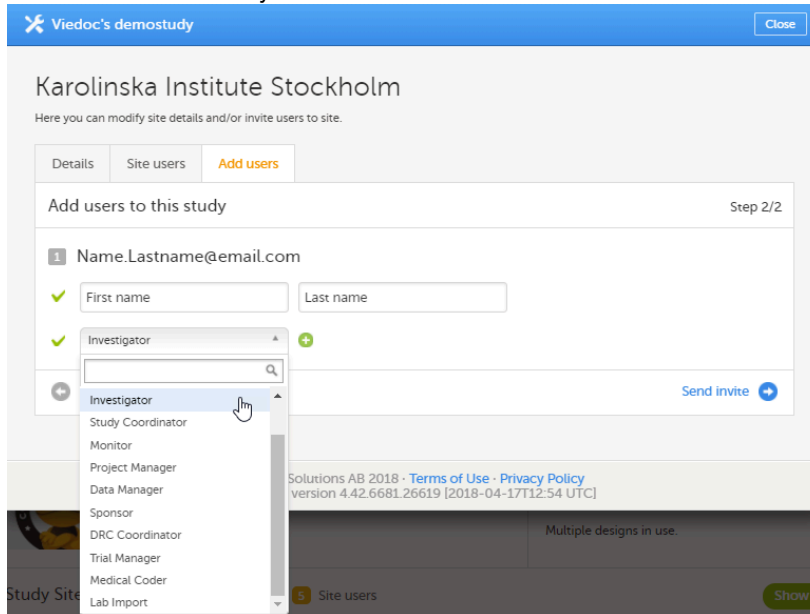 Viedoc's demostudy
Close
Karolinska Institute Stockholm
Here you can modify site details and/or invite users to site.
Details Site users Add users
Add users to this study Step 2/2
1 Name.Lastname@email.com
First name Last name
Investigator
Send invite
Investigator
Study Coordinator
Monitor
Project Manager
Data Manager
Sponsor
DRC Coordinator
Trial Manager
Medical Coder
Lab Import
Solutions AB 2018 · Terms of Use · Privacy Policy
version 4.42.6681.26619 [2018-04-17T12:54 UTC]
Multiple designs in use.
Study Site
5 Site users
Show